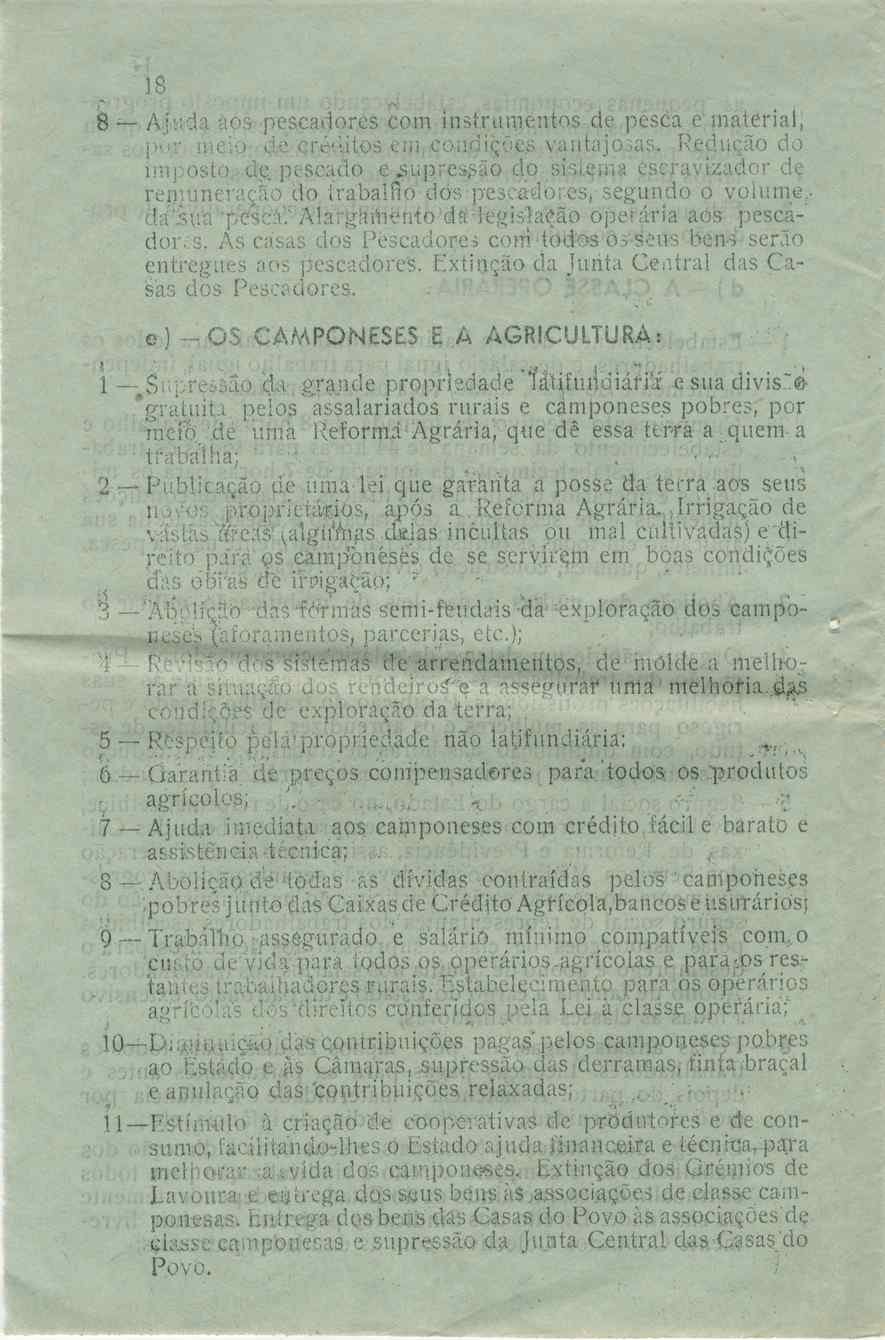 18
8 — Ajuda aos pescadores com instrumentos de pesca e material,
por meio de créditos em condições vantajosas. Redução do
imposto de pescado e supressão do sistema escravizador de
remuneração do trabalho dos pescadores, segundo o volume
da sua pesca. Alargamento da legislação operária aos pesca-
dores. As casas dos Pescadores com todos os seus bens serão
entregues aos pescadores. Extinção da Junta Central das Ca-
sas dos Pescadores.
e) — OS CAMPONESES E A AGRICULTURA:
1 — Supressão da grande propriedade latifundiária e sua divisão
gratuita pelos assalariados rurais e camponeses pobres, por
meio de uma Reforma Agrária, que dê essa terra a quem a
trabalha;
2 — Publicação de uma lei que garanta a posse da terra aos seus
novos proprietários, após a Reforma Agrária. Irrigação de
vastas áreas (algumas delas incultas ou mal cultivadas) e di-
reito para os camponeses de se servirem em boas condições
das obras de irrigação;
3 — Abolição das formas semi-feudais da exploração dos campo-
neses (aforamentos, parcerias, etc.);
4 — Revisão dos sistemas de arrendamentos, de molde a melho-
rar a situação dos rendeiros e a assegurar uma melhoria das
condições de exploração da terra;
5 — Respeito pela propriedade não latifundiária;
6 — Garantia de preços compensadores para todos os produtos
agrícolos;
7 — Ajuda imediata aos camponeses com crédito fácil e barato e
assistência técnica;
8 — Abolição de todas as dívidas contraídas pelos camponeses
pobres junto das Caixas de Crédito Agrícola, bancos e usurários;
9 — Trabalho assegurado e salário mínimo compatíveis com o
custo de vida para todos os operários agrícolas e para os res-
tantes trabalhadores rurais. Estabelecimento para os operários
agrícolas dos direitos conferidos pela Lei à classe operária;
10—Diminuição das contribuições pagas pelos camponeses pobres
ao Estado e às Câmaras, supressão das derramas, finta braçal
e anulação das contribuições relaxadas;
11—Estímulo à criação de cooperativas de produtores e de con-
sumo, facilitando-lhes o Estado ajuda financeira e técnica, para
melhorar a vida dos camponeses. Extinção dos Grémios de
Lavoura e entrega dos seus bens às associações de classe cam-
ponesas. Entrega dos bens das Casas do Povo às associações de
classe camponesas e supressão da Junta Central das Casas do
Povo.